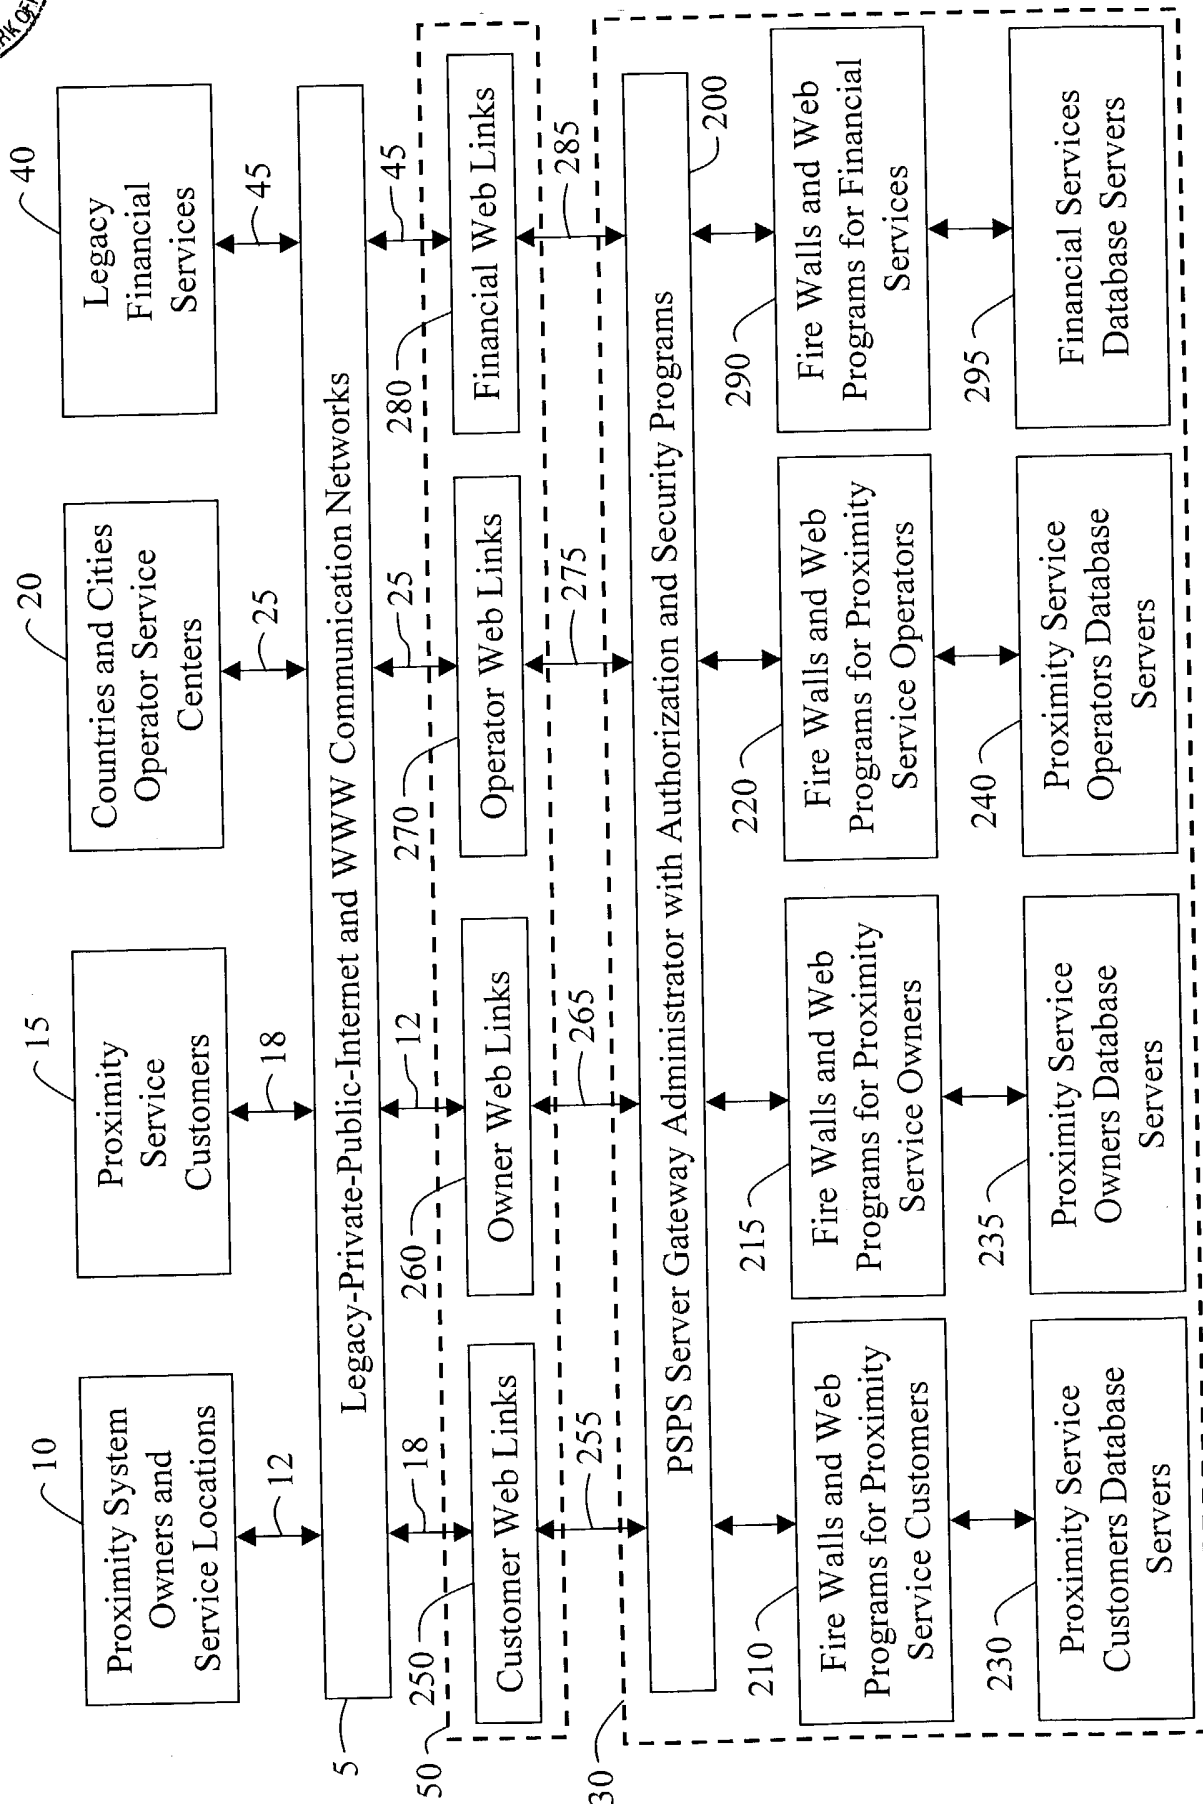 10
Proximity System
Owners and
Service Locations
12
15
Proximity
Service
Customers
18
20
Countries and Cities
Operator Service
Centers
25
40
Legacy
Financial
Services
45
5
Legacy-Private-Public-Internet and WWW Communication Networks
50
250
18
Customer Web Links
255
260
12
Owner Web Links
265
270
25
Operator Web Links
275
280
45
Financial Web Links
285
30
PSPS Server Gateway Administrator with Authorization and Security Programs
200
210
Fire Walls and Web
Programs for Proximity
Service Customers
215
Fire Walls and Web
Programs for Proximity
Service Owners
220
Fire Walls and Web
Programs for Proximity
Service Operators
290
Fire Walls and Web
Programs for Financial
Services
230
Proximity Service
Customers Database
Servers
235
Proximity Service
Owners Database
Servers
240
Proximity Service
Operators Database
Servers
295
Financial Services
Database Servers